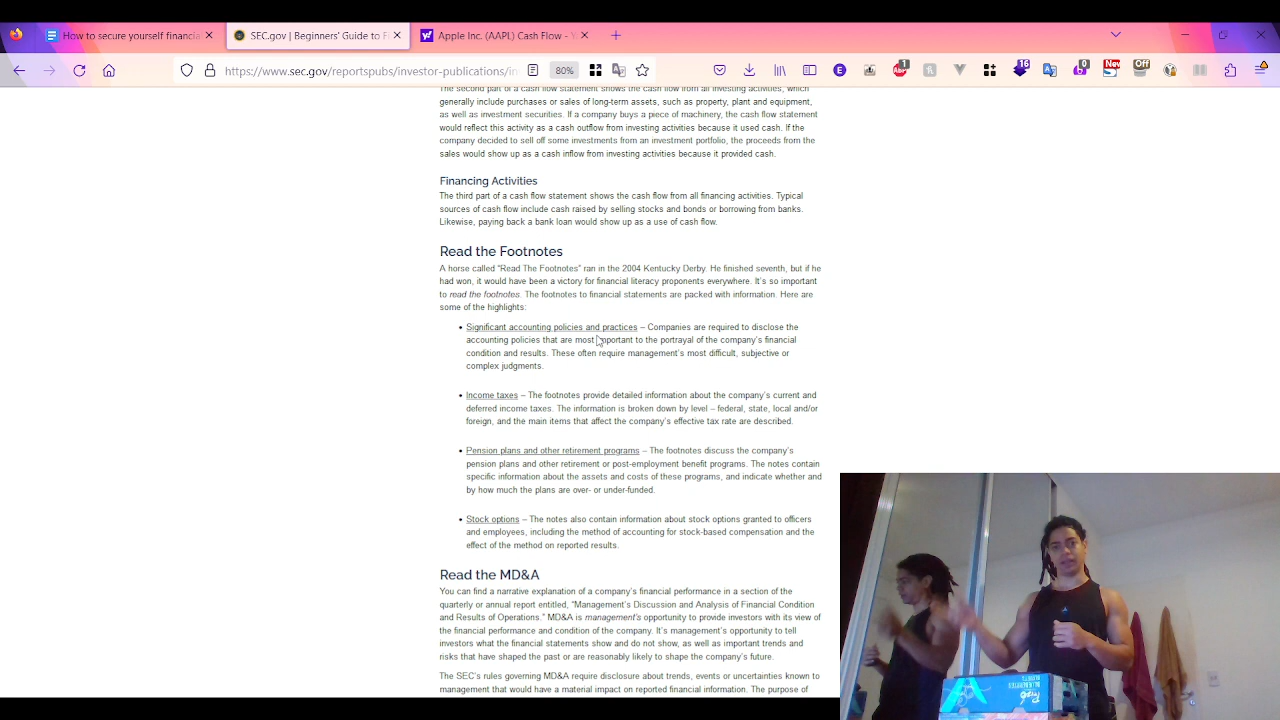 How to secure yourself financia
SEC.gov | Beginners' Guide to Fi
Apple Inc. (AAPL) Cash Flow - Y
https://www.sec.gov/reportspubs/investor-publications/in
80%
1
16
0
New
Off
The second part of a cash flow statement shows the cash flow from all investing activities, which
generally include purchases or sales of long-term assets, such as property, plant and equipment,
as well as investment securities. If a company buys a piece of machinery, the cash flow statement
would reflect this activity as a cash outflow from investing activities because it used cash. If the
company decided to sell off some investments from an investment portfolio, the proceeds from the
sales would show up as a cash inflow from investing activities because it provided cash.
Financing Activities
The third part of a cash flow statement shows the cash flow from all financing activities. Typical
sources of cash flow include cash raised by selling stocks and bonds or borrowing from banks.
Likewise, paying back a bank loan would show up as a use of cash flow.
Read the Footnotes
A horse called “Read The Footnotes” ran in the 2004 Kentucky Derby. He finished seventh, but if he
had won, it would have been a victory for financial literacy proponents everywhere. It’s so important
to read the footnotes. The footnotes to financial statements are packed with information. Here are
some of the highlights:
• Significant accounting policies and practices – Companies are required to disclose the
accounting policies that are most important to the portrayal of the company’s financial
condition and results. These often require management’s most difficult, subjective or
complex judgments.
• Income taxes – The footnotes provide detailed information about the company’s current and
deferred income taxes. The information is broken down by level – federal, state, local and/or
foreign, and the main items that affect the company’s effective tax rate are described.
• Pension plans and other retirement programs – The footnotes discuss the company’s
pension plans and other retirement or post-employment benefit programs. The notes contain
specific information about the assets and costs of these programs, and indicate whether and
by how much the plans are over- or under-funded.
• Stock options – The notes also contain information about stock options granted to officers
and employees, including the method of accounting for stock-based compensation and the
effect of the method on reported results.
Read the MD&A
You can find a narrative explanation of a company’s financial performance in a section of the
quarterly or annual report entitled, “Management’s Discussion and Analysis of Financial Condition
and Results of Operations.” MD&A is management’s opportunity to provide investors with its view of
the financial performance and condition of the company. It’s management’s opportunity to tell
investors what the financial statements show and do not show, as well as important trends and
risks that have shaped the past or are reasonably likely to shape the company’s future.
The SEC’s rules governing MD&A require disclosure about trends, events or uncertainties known to
management that would have a material impact on reported financial information. The purpose of